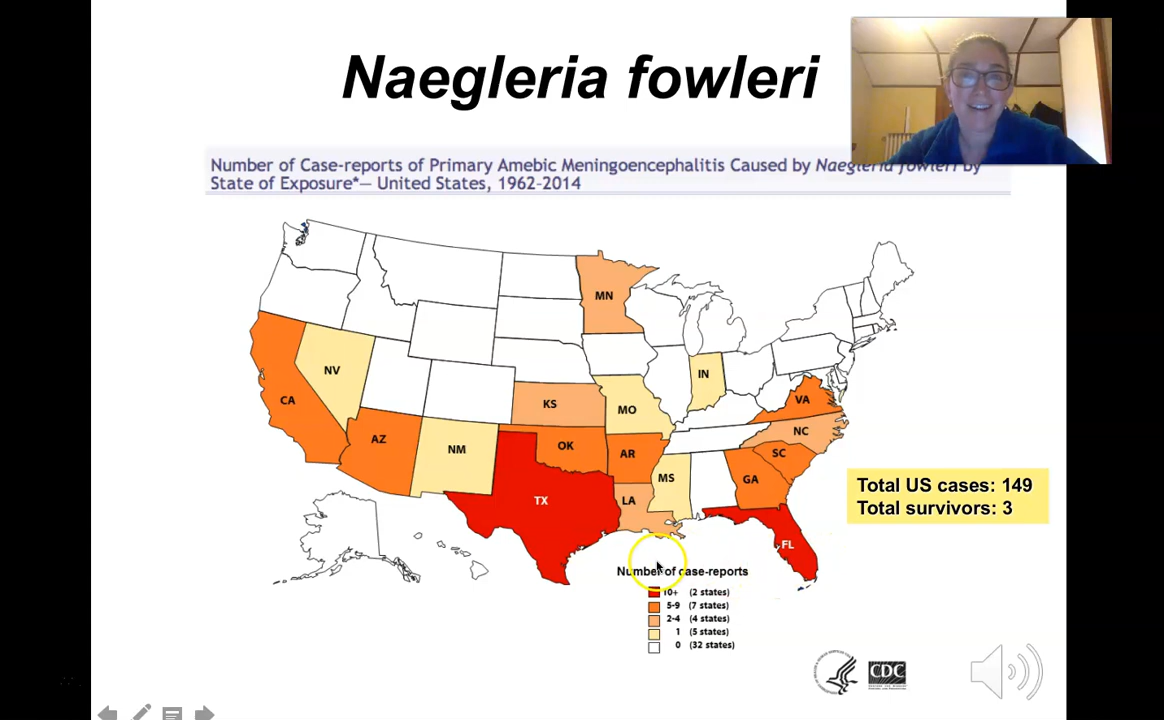 Naegleria fowleri
Number of Case-reports of Primary Amebic Meningoencephalitis Caused by Naegleria fowleri by
State of Exposure*— United States, 1962-2014
MN
NV
IN
CA
KS
MO
VA
AZ
NM
OK
AR
NC
SC
TX
LA
MS
GA
FL
Total US cases: 149
Total survivors: 3
Number of case-reports
10+ (2 states)
5-9 (7 states)
2-4 (4 states)
1 (5 states)
0 (32 states)
CDC